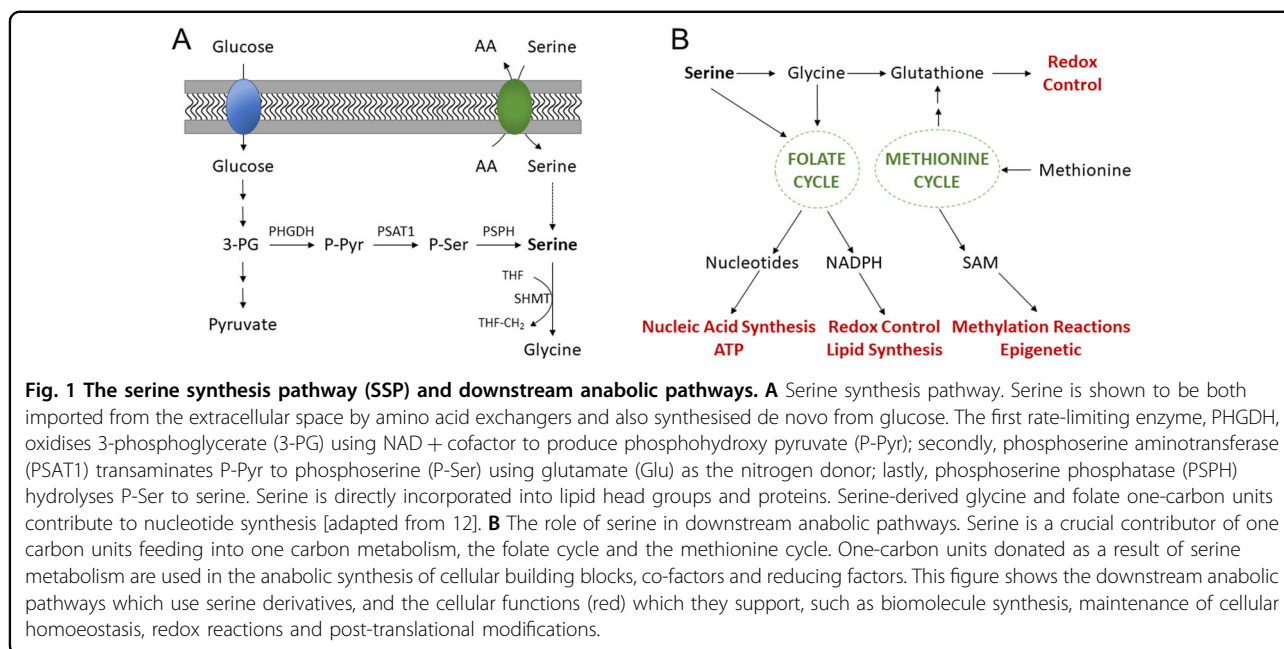 A
Glucose
AA
Serine
Glucose
AA
Serine
3-PG
PHGDH
P-Pyr
PSAT1
P-Ser
PSPH
Serine
THF
SHMT
THF-CH₂
Pyruvate
Glycine
B
Serine
Glycine
Glutathione
Redox
Control
FOLATE
CYCLE
METHIONINE
CYCLE
Methionine
Nucleotides
NADPH
SAM
Nucleic Acid Synthesis
ATP
Redox Control
Lipid Synthesis
Methylation Reactions
Epigenetic
Fig. 1 The serine synthesis pathway (SSP) and downstream anabolic pathways. A Serine synthesis pathway. Serine is shown to be both
imported from the extracellular space by amino acid exchangers and also synthesised de novo from glucose. The first rate-limiting enzyme, PHGDH,
oxidises 3-phosphoglycerate (3-PG) using NAD + cofactor to produce phosphohydroxy pyruvate (P-Pyr); secondly, phosphoserine aminotransferase
(PSAT1) transaminates P-Pyr to phosphoserine (P-Ser) using glutamate (Glu) as the nitrogen donor; lastly, phosphoserine phosphatase (PSPH)
hydrolyses P-Ser to serine. Serine is directly incorporated into lipid head groups and proteins. Serine-derived glycine and folate one-carbon units
contribute to nucleotide synthesis [adapted from 12]. B The role of serine in downstream anabolic pathways. Serine is a crucial contributor of one
carbon units feeding into one carbon metabolism, the folate cycle and the methionine cycle. One-carbon units donated as a result of serine
metabolism are used in the anabolic synthesis of cellular building blocks, co-factors and reducing factors. This figure shows the downstream anabolic
pathways which use serine derivatives, and the cellular functions (red) which they support, such as biomolecule synthesis, maintenance of cellular
homoeostasis, redox reactions and post-translational modifications.